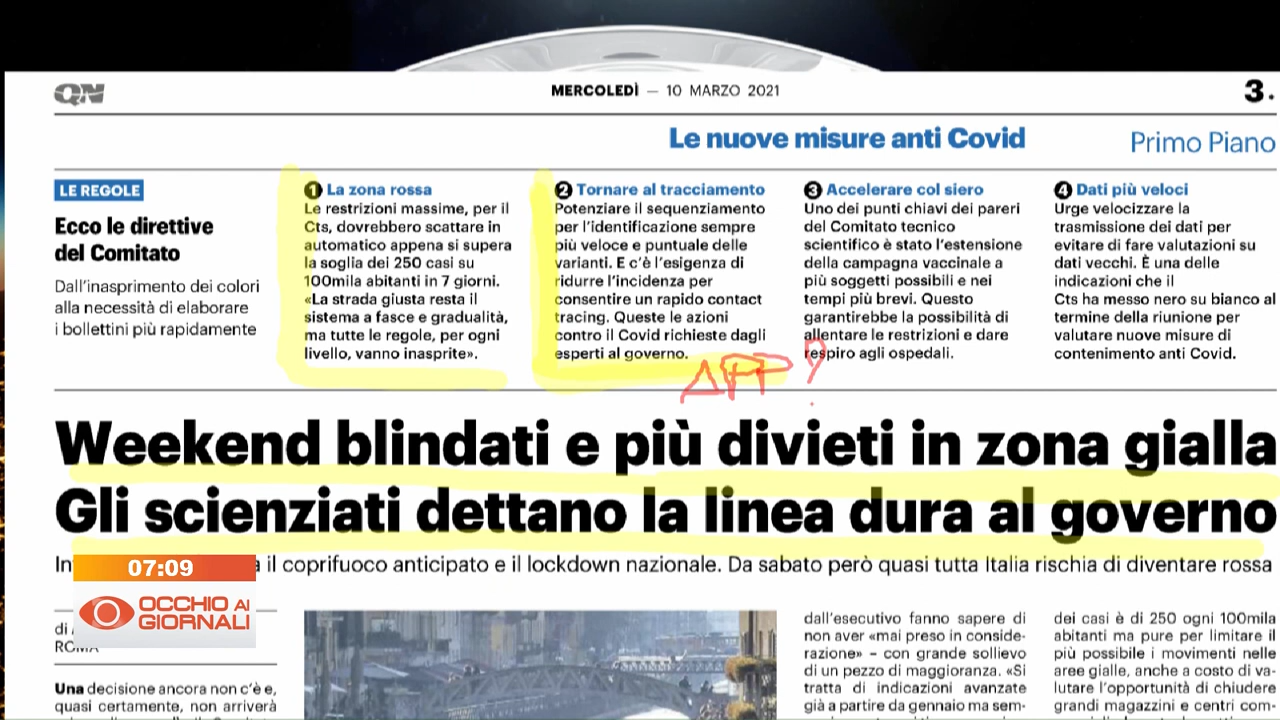 QN
MERCOLEDÌ — 10 MARZO 2021
3.
Le nuove misure anti Covid
Primo Piano
LE REGOLE
Ecco le direttive
del Comitato
Dall'inasprimento dei colori
alla necessità di elaborare
i bollettini più rapidamente
1 La zona rossa
Le restrizioni massime, per il
Cts, dovrebbero scattare in
automatico appena si supera
la soglia dei 250 casi su
100mila abitanti in 7 giorni.
«La strada giusta resta il
sistema a fasce e gradualità,
ma tutte le regole, per ogni
livello, vanno inasprite».
2 Tornare al tracciamento
Potenziare il sequenziamento
per l'identificazione sempre
più veloce e puntuale delle
varianti. E c'è l'esigenza di
ridurre l'incidenza per
consentire un rapido contact
tracing. Queste le azioni
contro il Covid richieste dagli
esperti al governo.
APP?
3 Accelerare col siero
Uno dei punti chiavi dei pareri
del Comitato tecnico
scientifico è stato l'estensione
della campagna vaccinale a
più soggetti possibili e nei
tempi più brevi. Questo
garantirebbe la possibilità di
allentare le restrizioni e dare
respiro agli ospedali.
4 Dati più veloci
Urge velocizzare la
trasmissione dei dati per
evitare di fare valutazioni su
dati vecchi. È una delle
indicazioni che il
Cts ha messo nero su bianco al
termine della riunione per
valutare nuove misure di
contenimento anti Covid.
Weekend blindati e più divieti in zona gialla
Gli scienziati dettano la linea dura al governo
il coprifuoco anticipato e il lockdown nazionale. Da sabato però quasi tutta Italia rischia di diventare rossa
07:09
OCCHIO AI
GIORNALI
di
ROMA
Una decisione ancora non c'è e,
quasi certamente, non arriverà
dall'esecutivo fanno sapere di
non aver «mai preso in conside-
razione» – con grande sollievo
di un pezzo di maggioranza. «Si
tratta di indicazioni avanzate
già a partire da gennaio ma sem-
dei casi è di 250 ogni 100mila
abitanti ma pure per limitare il
più possibile i movimenti nelle
aree gialle, anche a costo di va-
lutare l'opportunità di chiudere
grandi magazzini e centri com-